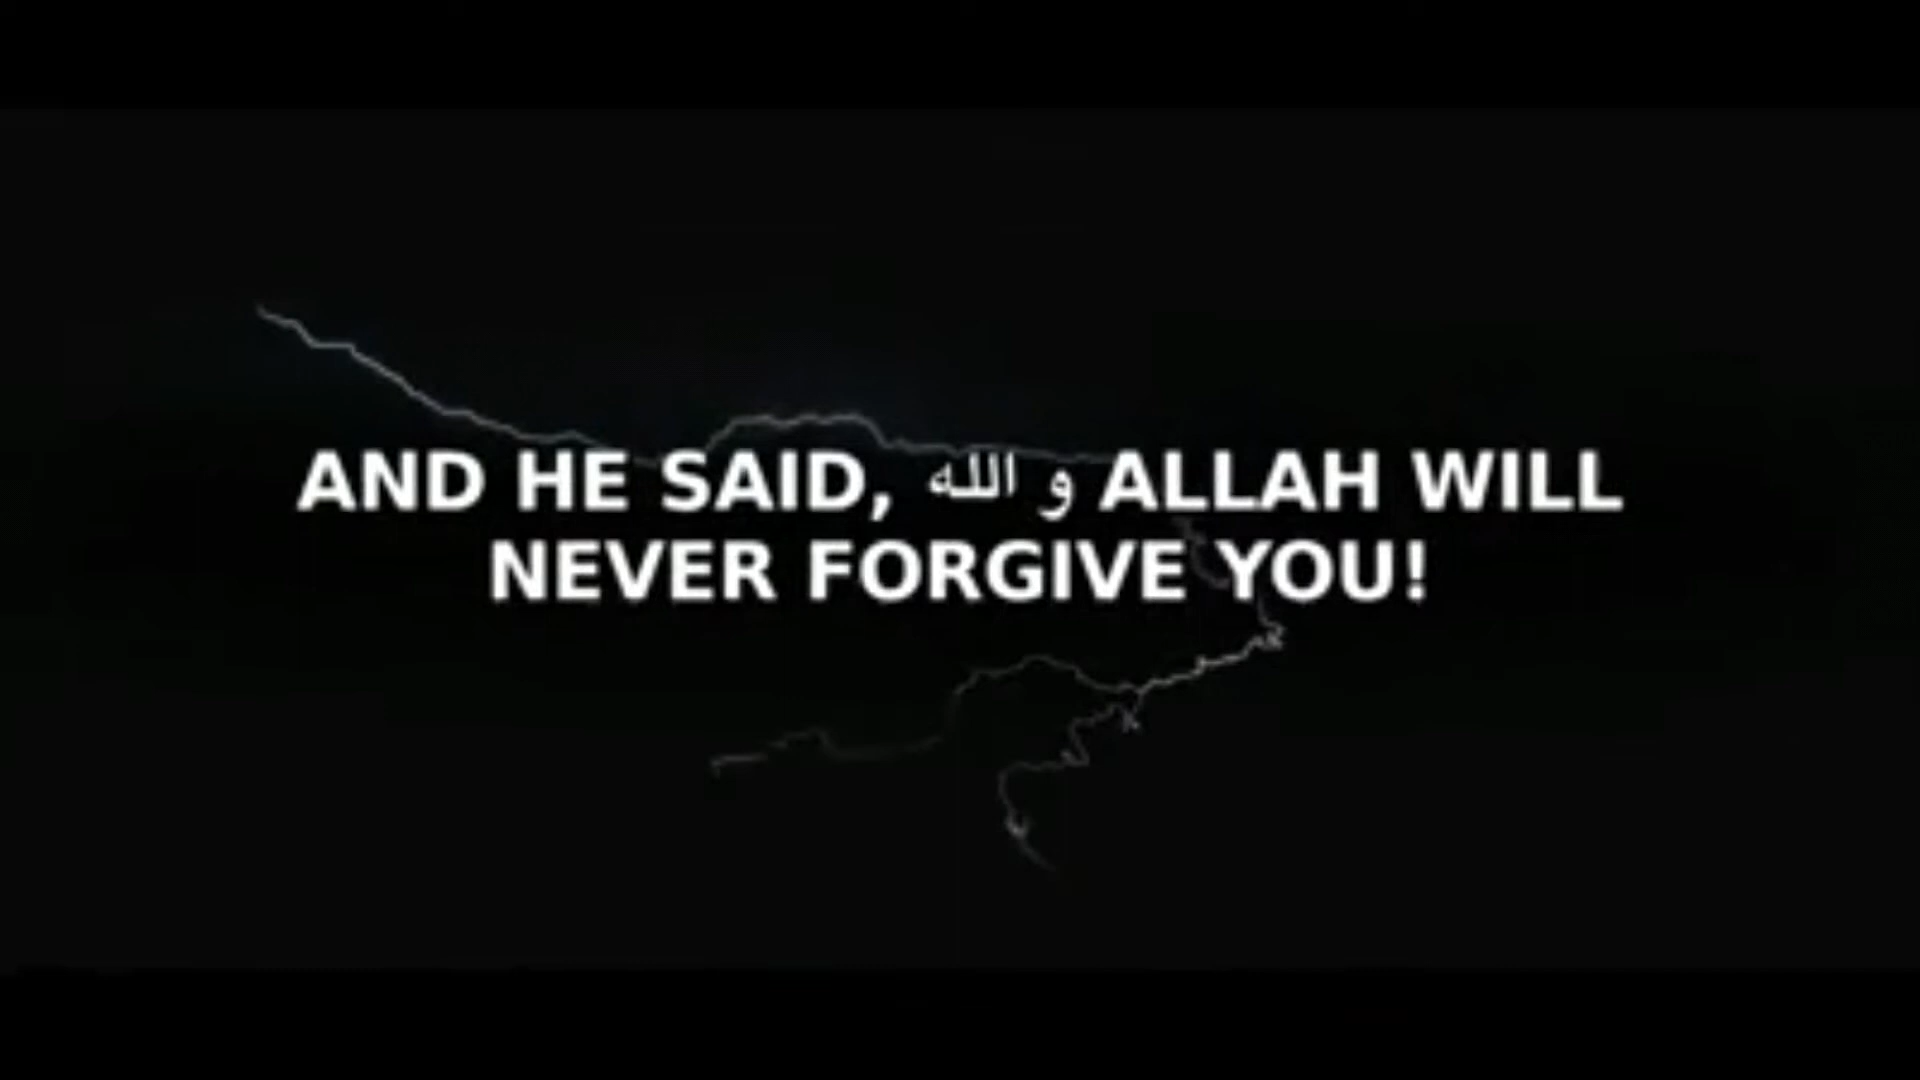 AND HE SAID, و الله ALLAH WILL
NEVER FORGIVE YOU!